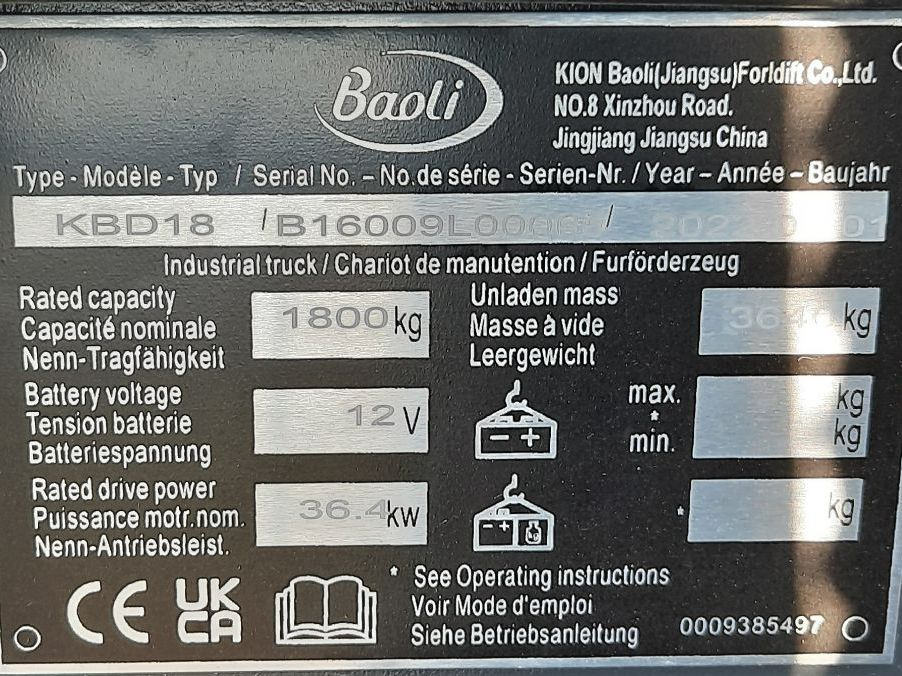 Baoli
KION Baoli(Jiangsu)Forldift Co.,Ltd.
NO.8 Xinzhou Road.
Jingjiang Jiangsu China
Type - Modèle - Typ / Serial No. – No.de série - Serien-Nr. / Year – Année – Baujahr
KBD18 / /
Industrial truck / Chariot de manutention / Furförderzeug
Rated capacity
Capacité nominale
Nenn-Tragfähigkeit
1800 kg
Unladen mass
Masse à vide
Leergewicht
kg
Battery voltage
Tension batterie
Batteriespannung
12 V
max. kg
*
min. kg
Rated drive power
Puissance motr.nom.
Nenn-Antriebsleist.
36.4 kw
* kg
CE UK CA
* See Operating instructions
Voir Mode d'emploi
Siehe Betriebsanleitung
0009385497